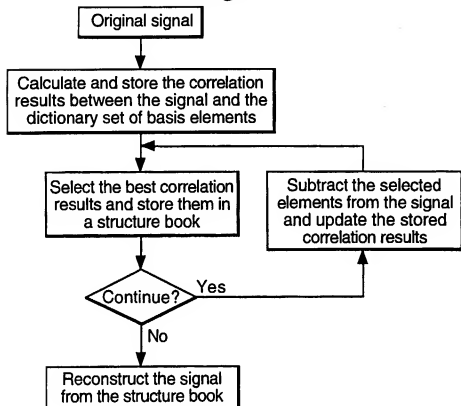 Original signal
Calculate and store the correlation
results between the signal and the
dictionary set of basis elements
Select the best correlation
results and store them in
a structure book
Subtract the selected
elements from the signal
and update the stored
correlation results
Continue?
Yes
No
Reconstruct the signal
from the structure book